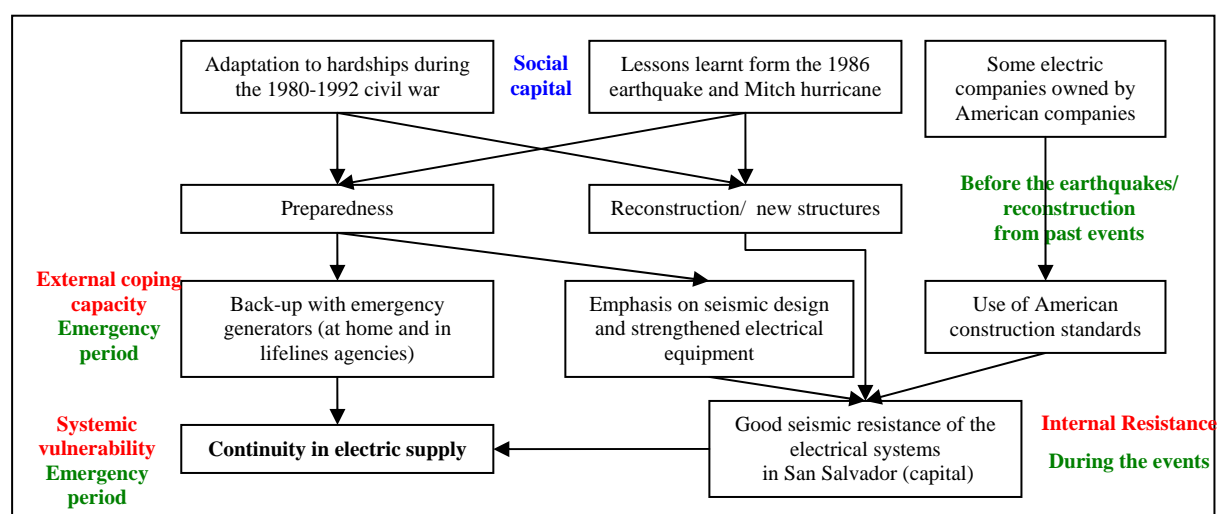 Adaptation to hardships during
the 1980-1992 civil war
Social
capital
Lessons learnt form the 1986
earthquake and Mitch hurricane
Some electric
companies owned by
American companies
Preparedness
Reconstruction/ new structures
Before the earthquakes/
reconstruction
from past events
External coping
capacity
Emergency
period
Back-up with emergency
generators (at home and in
lifelines agencies)
Emphasis on seismic design
and strengthened electrical
equipment
Use of American
construction standards
Systemic
vulnerability
Emergency
period
Continuity in electric supply
Good seismic resistance of the
electrical systems
in San Salvador (capital)
Internal Resistance
During the events